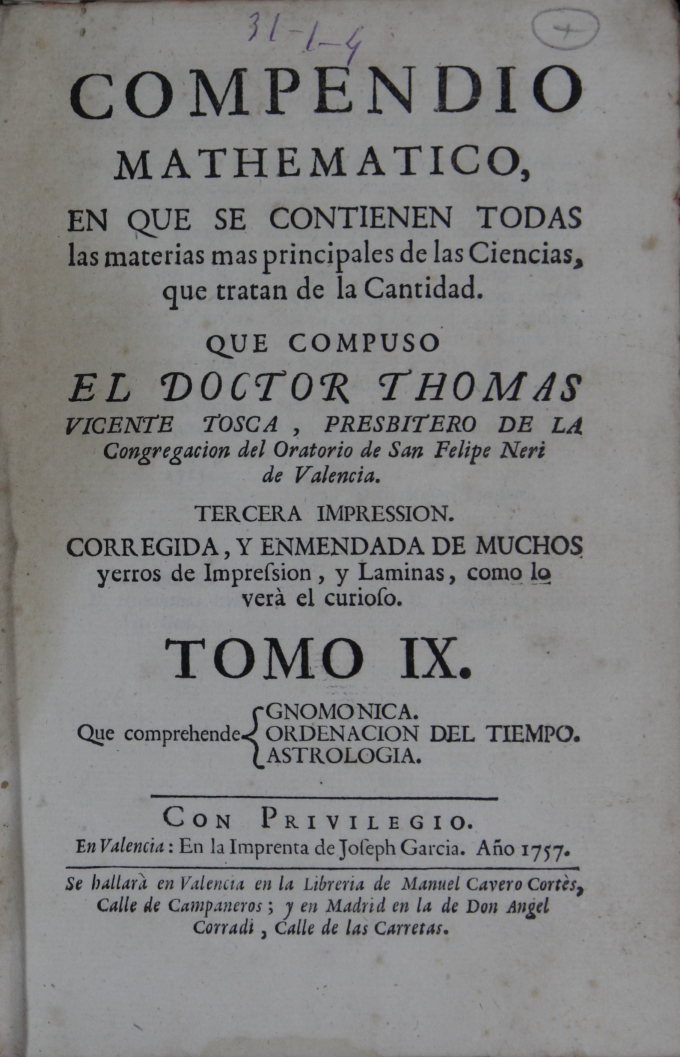 31-1-4
+
COMPENDIO
MATHEMATICO,
EN QUE SE CONTIENEN TODAS
las materias mas principales de las Ciencias,
que tratan de la Cantidad.
QUE COMPUSO
EL DOCTOR THOMAS
VICENTE TOSCA , PRESBITERO DE LA
Congregacion del Oratorio de San Felipe Neri
de Valencia.
TERCERA IMPRESSION.
CORREGIDA, Y ENMENDADA DE MUCHOS
yerros de Impreſsion, y Laminas, como lo
verà el curioſo.
TOMO IX.
Que comprehende { GNOMONICA.
ORDENACION DEL TIEMPO.
ASTROLOGIA.
CON PRIVILEGIO.
En Valencia: En la Imprenta de Joſeph Garcia. Año 1757.
Se hallarà en Valencia en la Libreria de Manuel Cavero Cortès,
Calle de Campaneros; y en Madrid en la de Don Angel
Corradi, Calle de las Carretas.